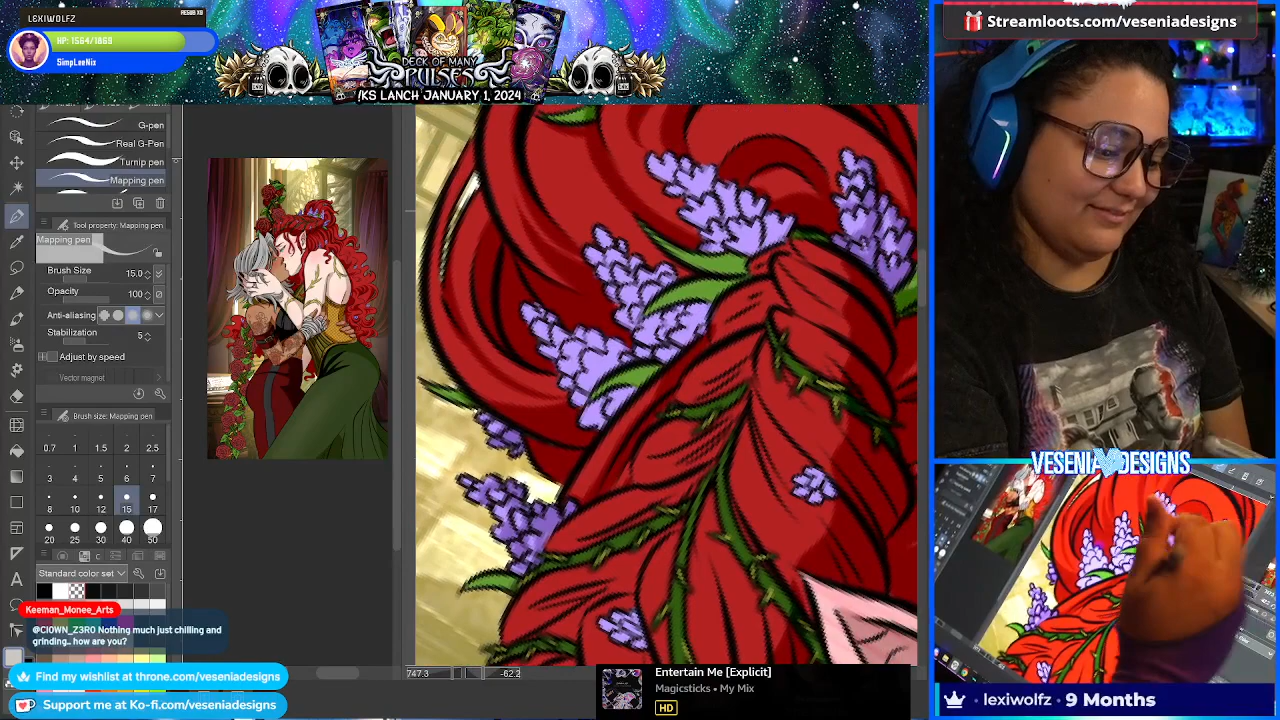 LEXIWOLFZ
HP: 1564/1869
SimpLeeNix
DECK OF MANY
PULSES
!KS LANCH JANUARY 1, 2024
Streamloots.com/veseniadesigns
G-pen
Real G-Pen
Turnip pen
Mapping pen
Tool property: Mapping pen
Mapping pen
Brush Size 15.0
Opacity 100
Anti-aliasing
Stabilization
5
Adjust by speed
Vector magnet
Brush size: Mapping pen
0.7 1 1.5 2 2.5
3 4 5 6 7
8 10 12 15 17
20 25 30 40 50
Standard color set
Keeman_Monee_Arts
@Cl0WN_Z3R0 Nothing much just chilling and
grinding.. how are you?
Find my wishlist at throne.com/veseniadesigns
Support me at Ko-fi.com/veseniadesigns
747.3
-62.2
Entertain Me [Explicit]
Magicsticks • My Mix
HD
VESENIA DESIGNS
lexiwolfz 9 Months